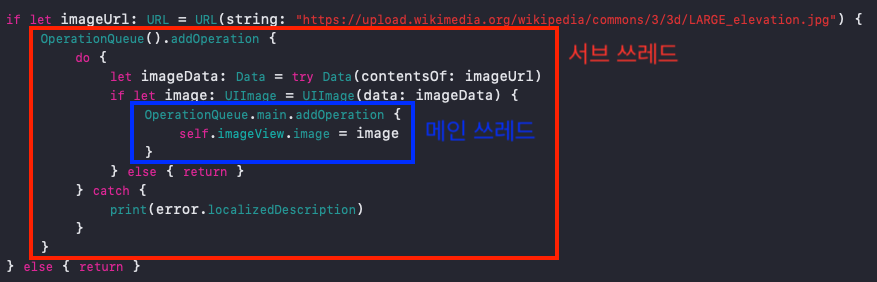 if let imageUrl: URL = URL(string: "https://upload.wikimedia.org/wikipedia/commons/3/3d/LARGE_elevation.jpg") {
OperationQueue().addOperation { 서브 쓰레드
do {
let imageData: Data = try Data(contentsOf: imageUrl)
if let image: UIImage = UIImage(data: imageData) {
OperationQueue.main.addOperation {
self.imageView.image = image 메인 쓰레드
}
} else { return }
} catch {
print(error.localizedDescription)
}
}
} else { return }